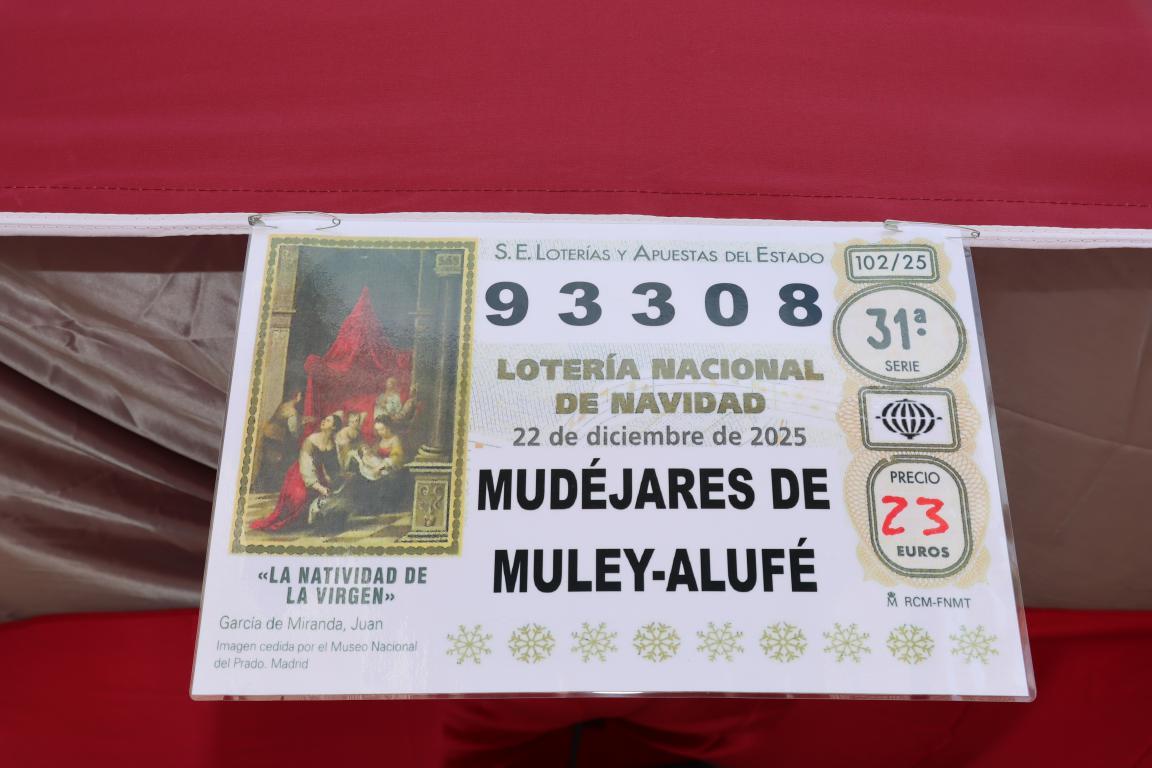 S.E. LOTERÍAS Y APUESTAS DEL ESTADO
93308
LOTERÍA NACIONAL
DE NAVIDAD
22 de diciembre de 2025
MUDÉJARES DE
MULEY-ALUFÉ
102/25
31ª
SERIE
PRECIO
23
EUROS
RCM-FNMT
«LA NATIVIDAD DE
LA VIRGEN»
García de Miranda, Juan
Imagen cedida por el Museo Nacional
del Prado. Madrid